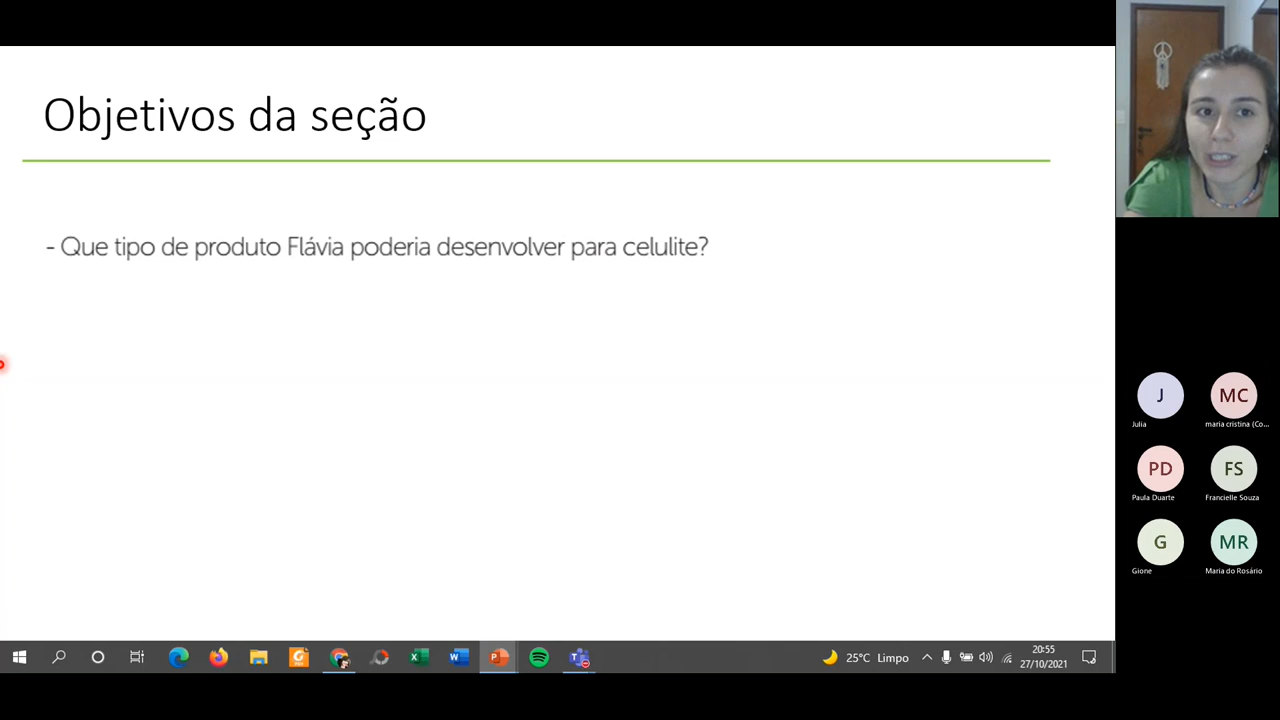 Objetivos da seção
- Que tipo de produto Flávia poderia desenvolver para celulite?
J
Julia
MC
maria cristina (Co...
PD
Paula Duarte
FS
Francielle Souza
G
Gione
MR
Maria do Rosário
25°C Limpo
20:55
27/10/2021